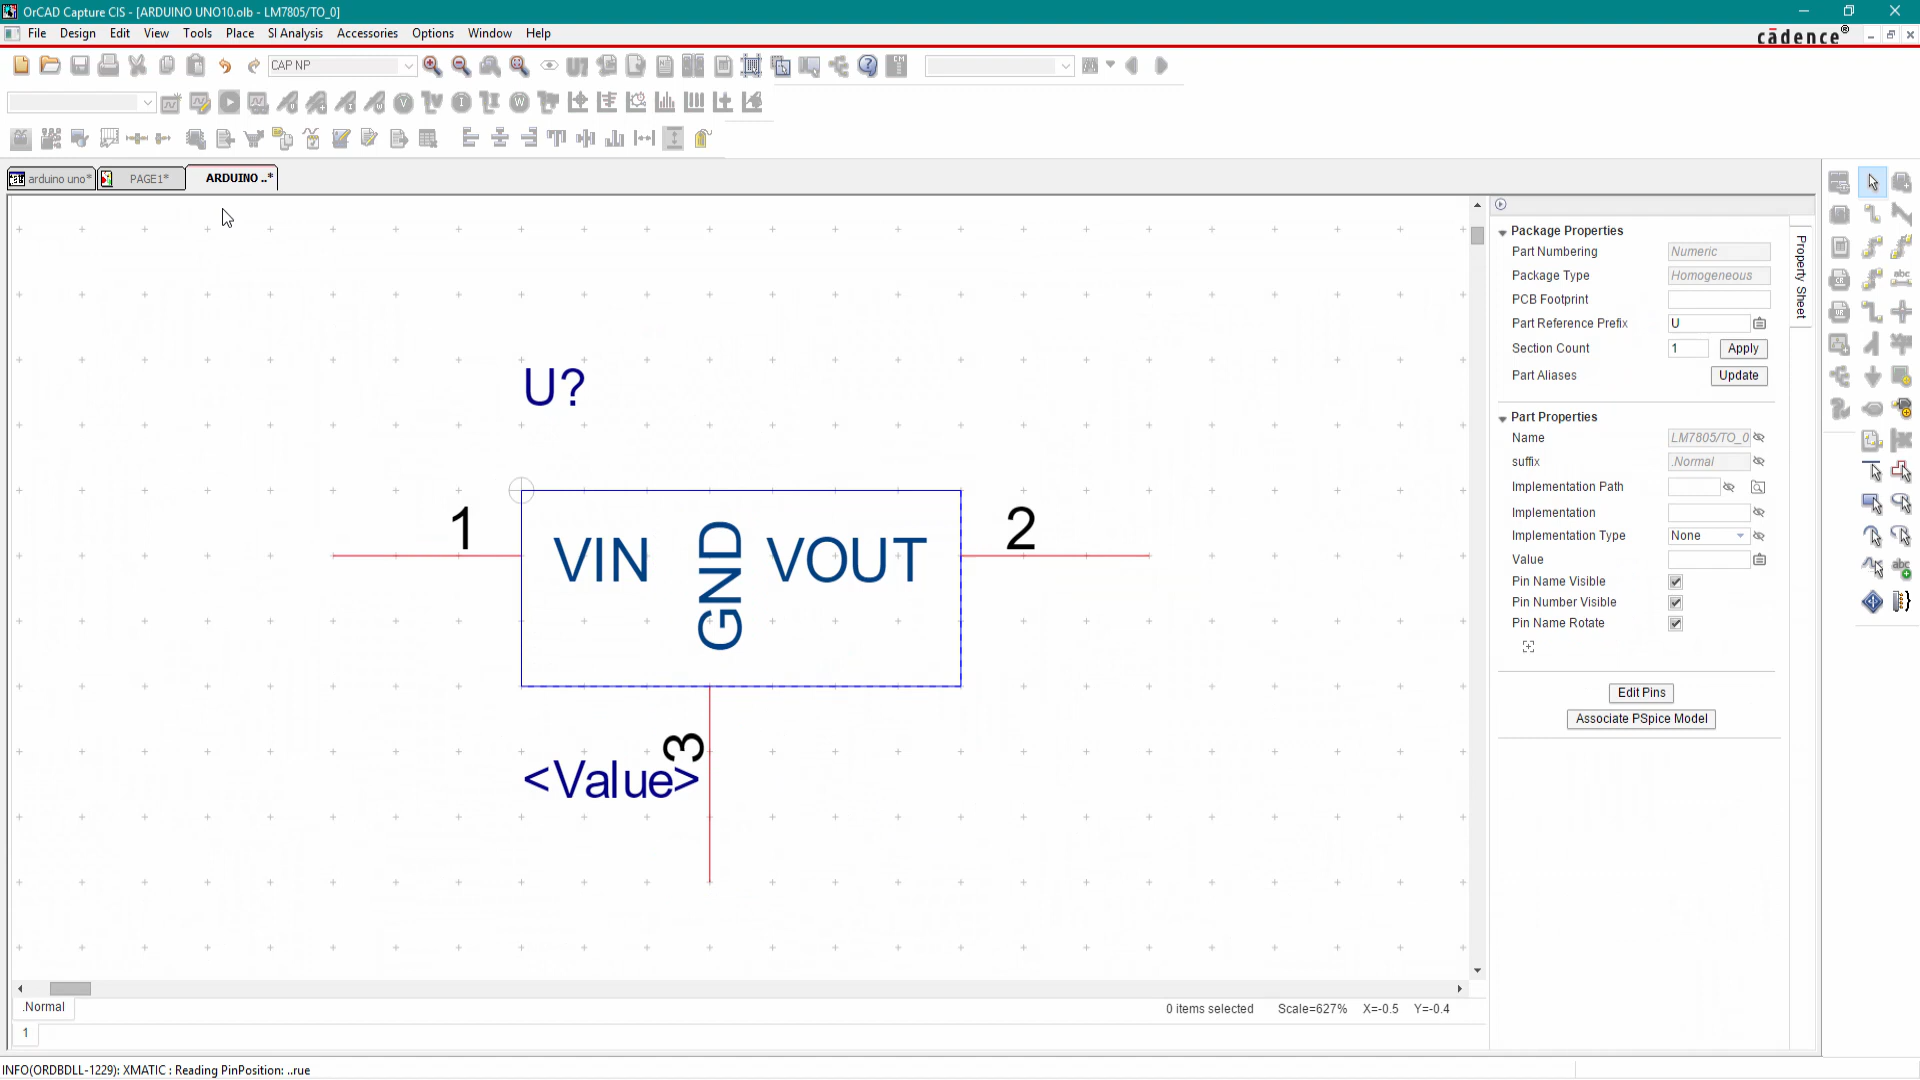 OrCAD Capture CIS - [ARDUINO UNO10.olb - LM7805/TO_0]
File Design Edit View Tools Place SI Analysis Accessories Options Window Help
cādence®
CAP NP
arduino uno* PAGE1* ARDUINO ..*
Package Properties
Part Numbering Numeric
Package Type Homogeneous
PCB Footprint
Part Reference Prefix U
Section Count 1 Apply
Part Aliases Update
Property Sheet
Part Properties
Name LM7805/TO_0
suffix .Normal
Implementation Path
Implementation
Implementation Type None
Value
Pin Name Visible
Pin Number Visible
Pin Name Rotate
Edit Pins
Associate PSpice Model
U?
1 VIN GND VOUT 2
3
<Value>
.Normal
0 items selected Scale=627% X=-0.5 Y=-0.4
1
INFO(ORDBDLL-1229): XMATIC : Reading PinPosition: ..rue